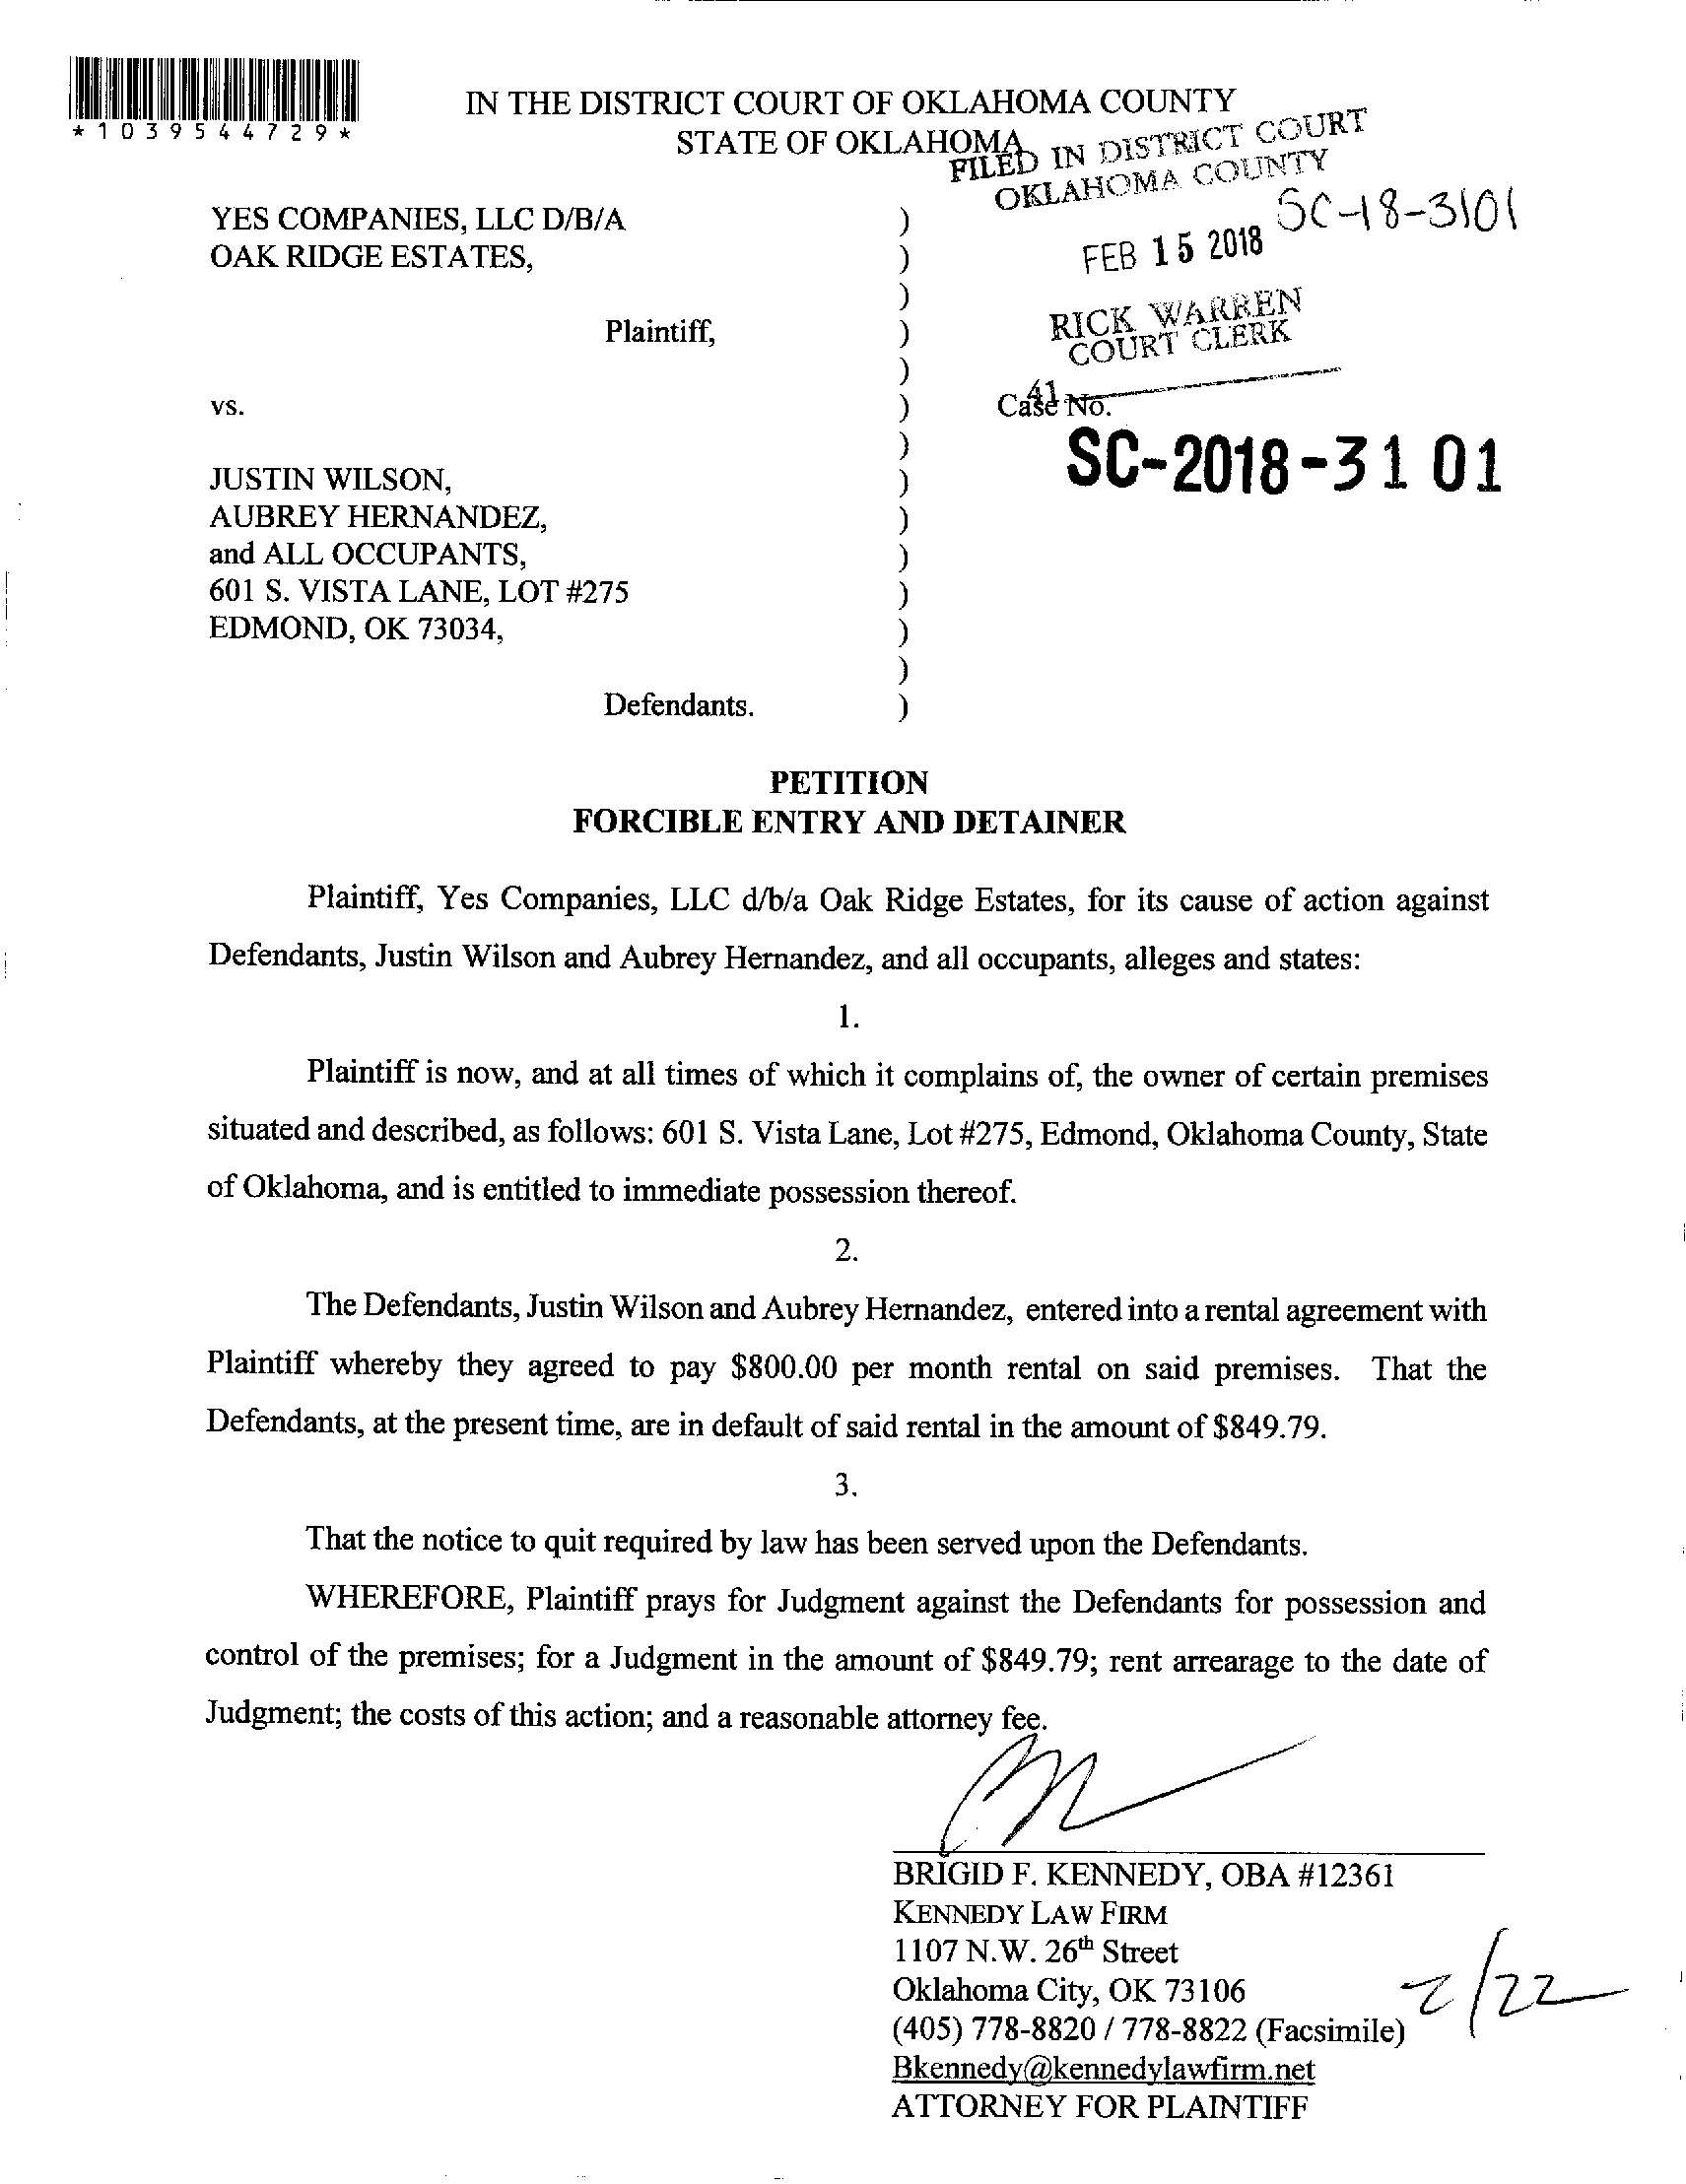 IN THE DISTRICT COURT OF OKLAHOMA COUNTY
STATE OF OKLAHOMA
*1039544729*
FILED IN DISTRICT COURT
OKLAHOMA COUNTY
SC-18-3101
FEB 15 2018
RICK WARREN
COURT CLERK
41
YES COMPANIES, LLC D/B/A )
OAK RIDGE ESTATES, )
)
Plaintiff, )
)
vs. ) Case No.
)
SC-2018-3101
JUSTIN WILSON, )
AUBREY HERNANDEZ, )
and ALL OCCUPANTS, )
601 S. VISTA LANE, LOT #275 )
EDMOND, OK 73034, )
)
Defendants. )
PETITION
FORCIBLE ENTRY AND DETAINER
Plaintiff, Yes Companies, LLC d/b/a Oak Ridge Estates, for its cause of action against
Defendants, Justin Wilson and Aubrey Hernandez, and all occupants, alleges and states:
1.
Plaintiff is now, and at all times of which it complains of, the owner of certain premises
situated and described, as follows: 601 S. Vista Lane, Lot #275, Edmond, Oklahoma County, State
of Oklahoma, and is entitled to immediate possession thereof.
2.
The Defendants, Justin Wilson and Aubrey Hernandez, entered into a rental agreement with
Plaintiff whereby they agreed to pay $800.00 per month rental on said premises. That the
Defendants, at the present time, are in default of said rental in the amount of $849.79.
3.
That the notice to quit required by law has been served upon the Defendants.
WHEREFORE, Plaintiff prays for Judgment against the Defendants for possession and
control of the premises; for a Judgment in the amount of $849.79; rent arrearage to the date of
Judgment; the costs of this action; and a reasonable attorney fee.
BRIGID F. KENNEDY, OBA #12361
KENNEDY LAW FIRM
1107 N.W. 26th Street
Oklahoma City, OK 73106
(405) 778-8820 / 778-8822 (Facsimile)
2/22
Bkennedy@kennedylawfirm.net
ATTORNEY FOR PLAINTIFF